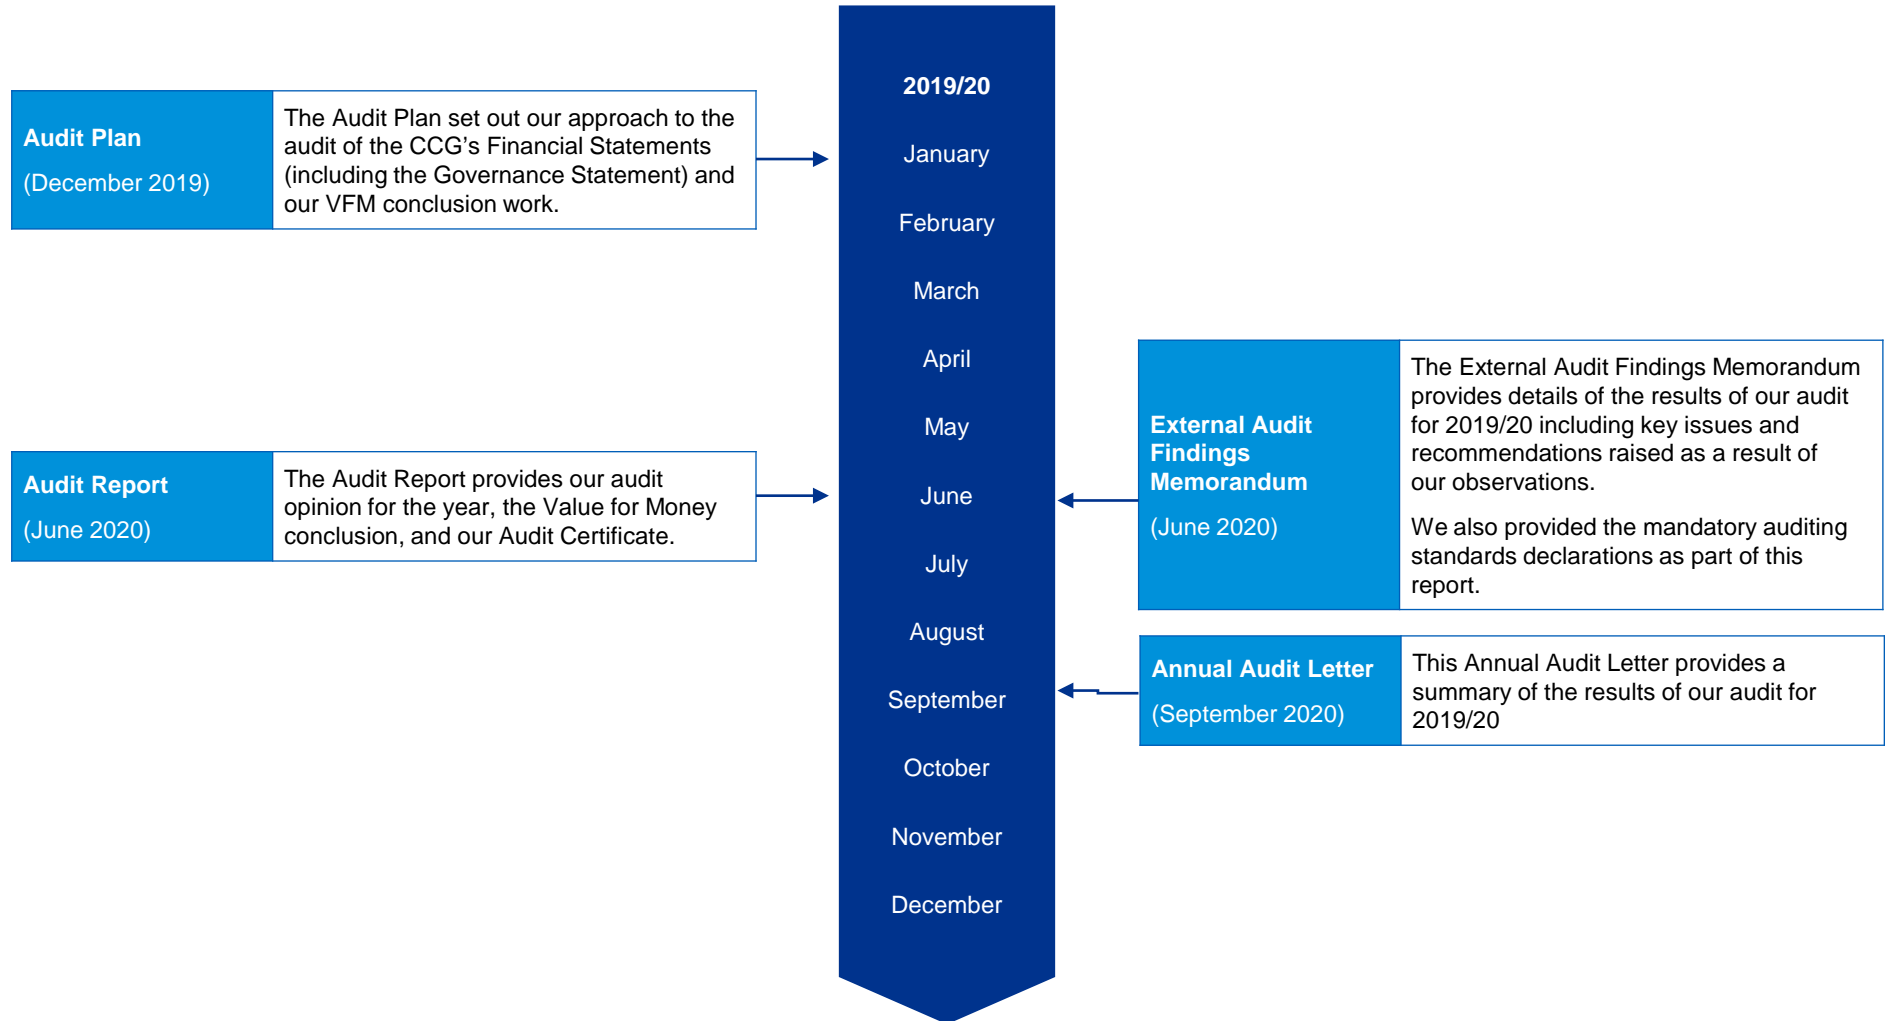 2019/20
January
February
March
April
May
June
July
August
September
October
November
December
Audit Plan
(December 2019)
The Audit Plan set out our approach to the
audit of the CCG's Financial Statements
(including the Governance Statement) and
our VFM conclusion work.
Audit Report
(June 2020)
The Audit Report provides our audit
opinion for the year, the Value for Money
conclusion, and our Audit Certificate.
External Audit
Findings
Memorandum
(June 2020)
The External Audit Findings Memorandum
provides details of the results of our audit
for 2019/20 including key issues and
recommendations raised as a result of
our observations.
We also provided the mandatory auditing
standards declarations as part of this
report.
Annual Audit Letter
(September 2020)
This Annual Audit Letter provides a
summary of the results of our audit for
2019/20